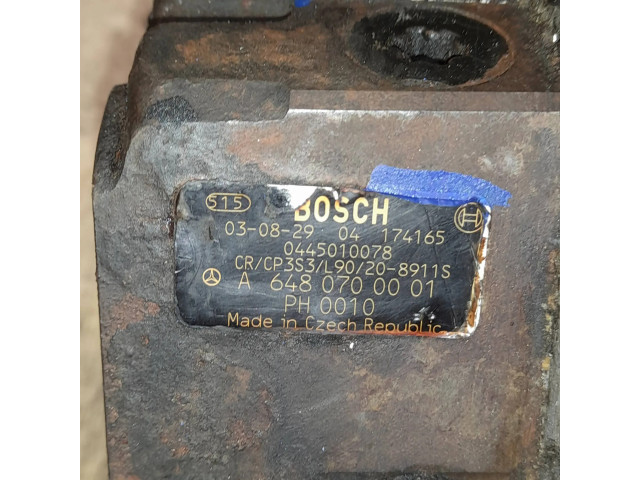 515 BOSCH
03-08-29 04 174165
0445010078
CR/CP3S3/L90/20-8911S
A 648 070 00 01
PH 0010
Made in Czech Republic